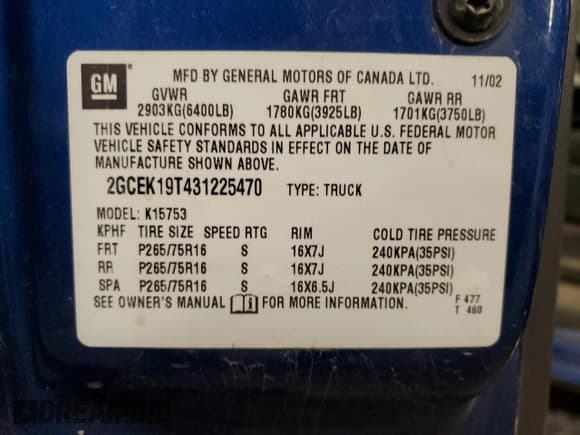 GM
MFD BY GENERAL MOTORS OF CANADA LTD. 11/02
GVWR GAWR FRT GAWR RR
2903KG(6400LB) 1780KG(3925LB) 1701KG(3750LB)
THIS VEHICLE CONFORMS TO ALL APPLICABLE U.S. FEDERAL MOTOR
VEHICLE SAFETY STANDARDS IN EFFECT ON THE DATE OF
MANUFACTURE SHOWN ABOVE.
2GCEK19T431225470 TYPE: TRUCK
MODEL: K15753
KPHF TIRE SIZE SPEED RTG RIM COLD TIRE PRESSURE
FRT P265/75R16 S 16X7J 240KPA(35PSI)
RR P265/75R16 S 16X7J 240KPA(35PSI)
SPA P265/75R16 S 16X6.5J 240KPA(35PSI)
SEE OWNER'S MANUAL FOR MORE INFORMATION. F 477
T 460
DREAMBID